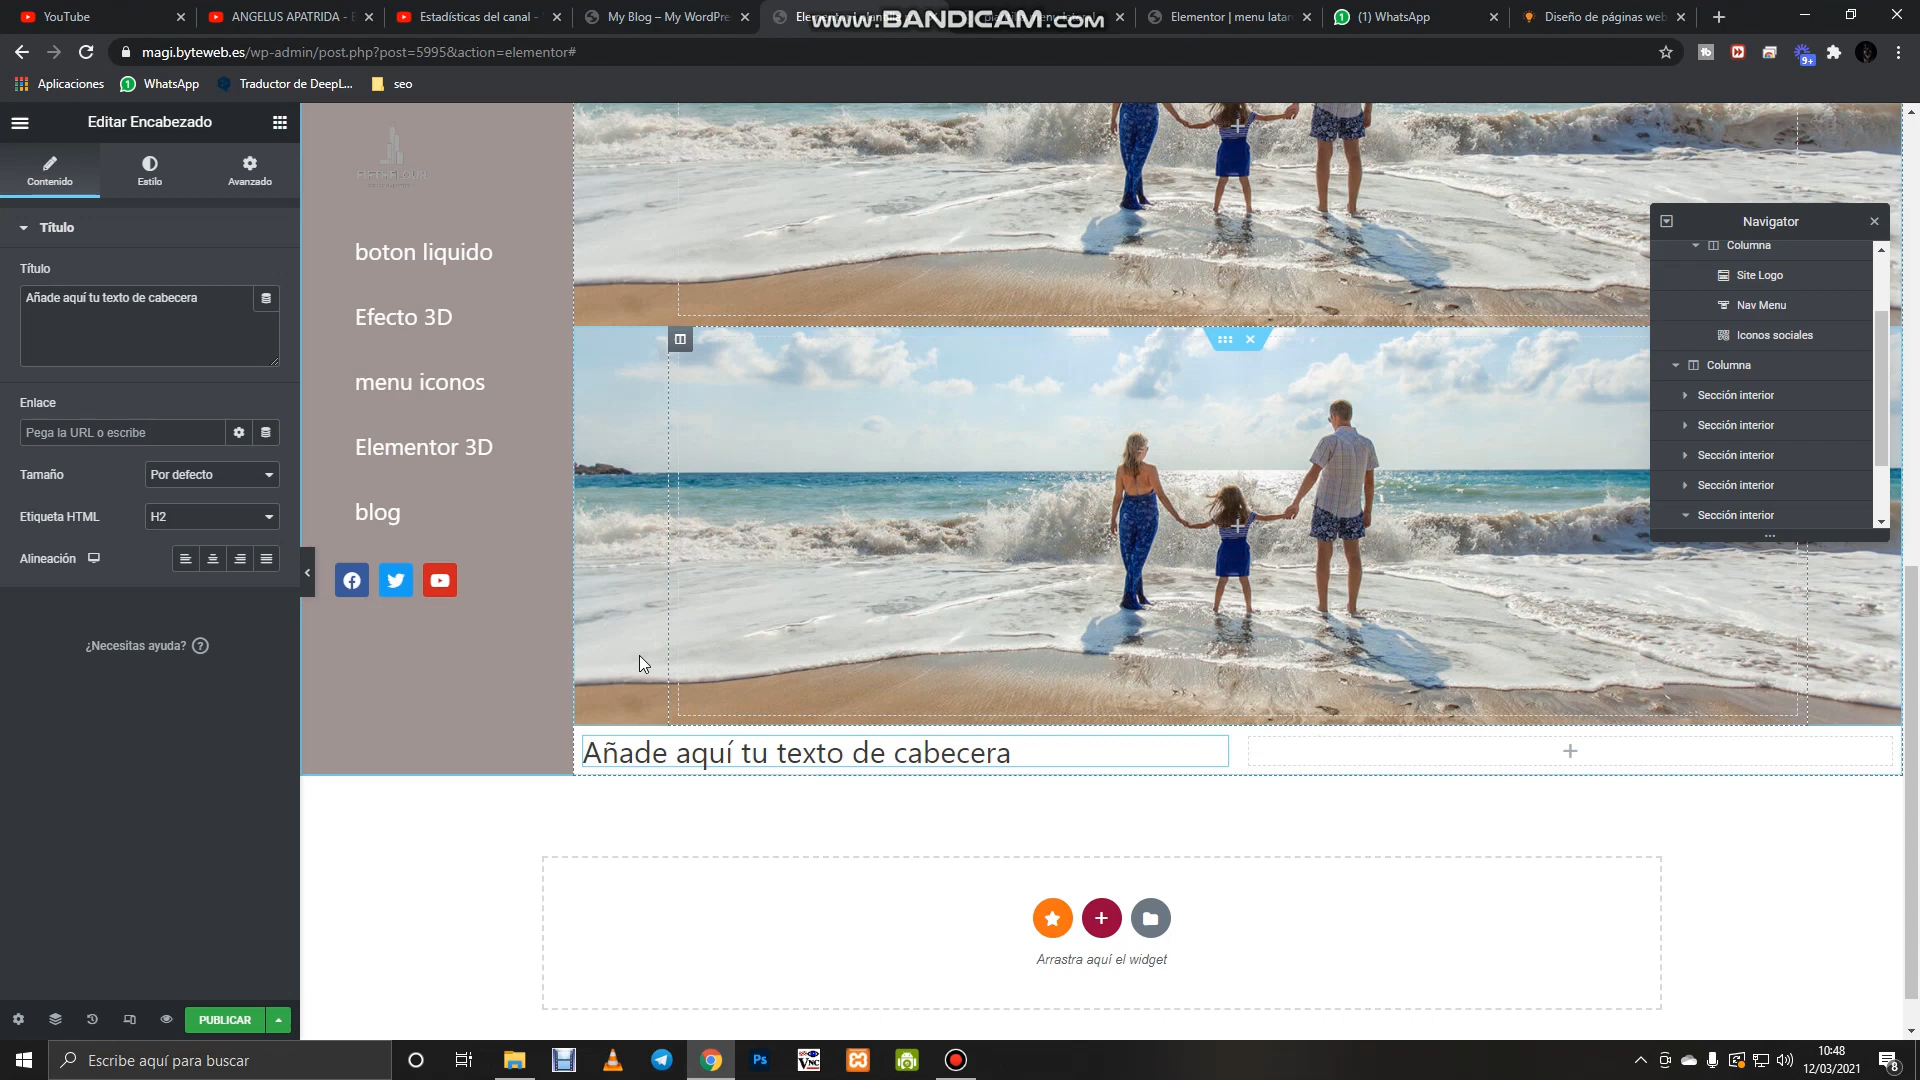 YouTube
ANGELUS APATRIDA -
Estadísticas del canal -
My Blog – My WordPre
Elementor
Elementor | menu latar
(1) WhatsApp
Diseño de páginas web
www.BANDICAM.com
magi.byteweb.es/wp-admin/post.php?post=5995&action=elementor#
9+
Aplicaciones
WhatsApp
Traductor de DeepL...
seo
Editar Encabezado
Contenido
Estilo
Avanzado
Título
Título
Añade aquí tu texto de cabecera
Enlace
Pega la URL o escribe
Tamaño
Por defecto
Etiqueta HTML
H2
Alineación
¿Necesitas ayuda?
PUBLICAR
boton liquido
Efecto 3D
menu iconos
Elementor 3D
blog
Navigator
Columna
Site Logo
Nav Menu
Iconos sociales
Columna
Sección interior
Sección interior
Sección interior
Sección interior
Sección interior
Añade aquí tu texto de cabecera
Arrastra aquí el widget
Escribe aquí para buscar
Ps
10:48
12/03/2021
8